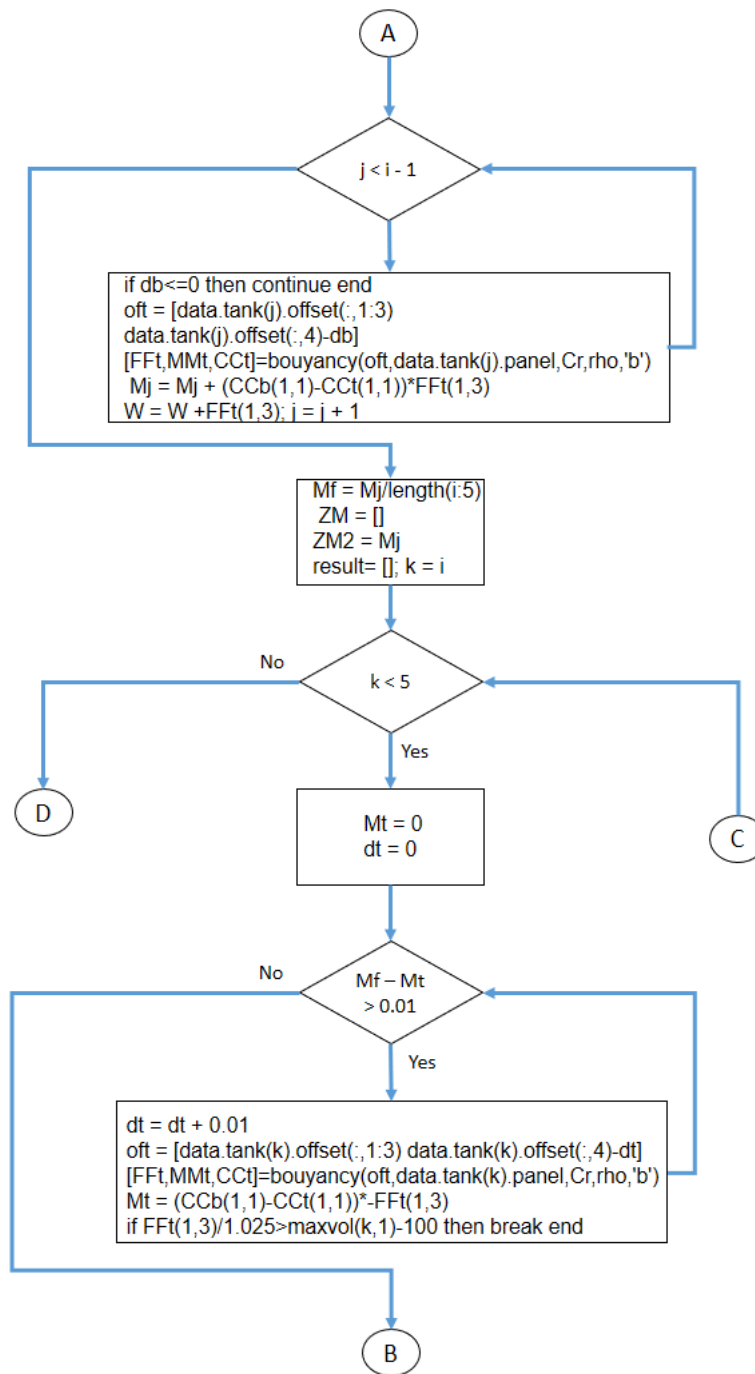 A
j < i - 1
if db<=0 then continue end
oft = [data.tank(j).offset(:,1:3)
data.tank(j).offset(:,4)-db]
[FFt,MMt,CCt]=bouyancy(oft,data.tank(j).panel,Cr,rho,'b')
Mj = Mj + (CCb(1,1)-CCt(1,1))*FFt(1,3)
W = W +FFt(1,3); j = j + 1
Mf = Mj/length(i:5)
ZM = []
ZM2 = Mj
result= []; k = i
No
k < 5
Yes
D
Mt = 0
dt = 0
C
No
Mf – Mt
> 0.01
Yes
dt = dt + 0.01
oft = [data.tank(k).offset(:,1:3) data.tank(k).offset(:,4)-dt]
[FFt,MMt,CCt]=bouyancy(oft,data.tank(k).panel,Cr,rho,'b')
Mt = (CCb(1,1)-CCt(1,1))*-FFt(1,3)
if FFt(1,3)/1.025>maxvol(k,1)-100 then break end
B